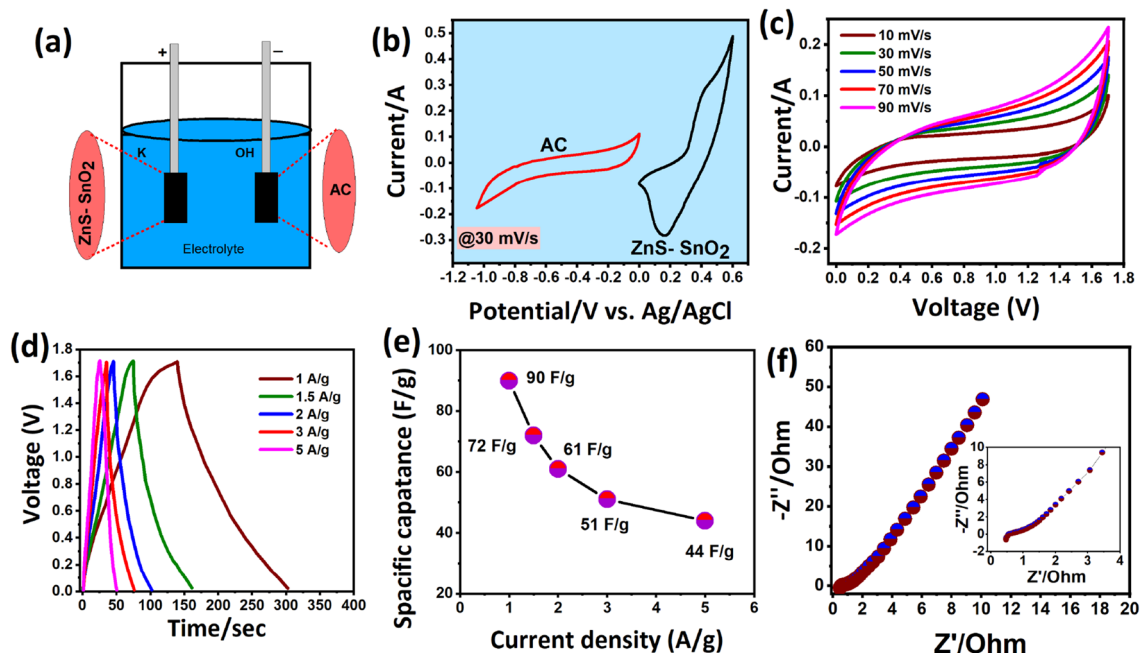 (a)
+
–
K
OH
ZnS- SnO2
AC
Electrolyte
(b)
Current/A
0.5
0.4
0.3
0.2
0.1
0.0
-0.1
-0.2
-0.3
AC
@30 mV/s
ZnS- SnO2
-1.2 -1.0 -0.8 -0.6 -0.4 -0.2 0.0 0.2 0.4 0.6
Potential/V vs. Ag/AgCl
(c)
Current/A
0.2
0.1
0.0
-0.1
-0.2
10 mV/s
30 mV/s
50 mV/s
70 mV/s
90 mV/s
0.0 0.2 0.4 0.6 0.8 1.0 1.2 1.4 1.6 1.8
Voltage (V)
(d)
Voltage (V)
1.8
1.6
1.4
1.2
1.0
0.8
0.6
0.4
0.2
0.0
1 A/g
1.5 A/g
2 A/g
3 A/g
5 A/g
0 50 100 150 200 250 300 350 400
Time/sec
(e)
Spacific capctance (F/g)
100
80
60
40
20
90 F/g
72 F/g
61 F/g
51 F/g
44 F/g
0 1 2 3 4 5 6
Current density (A/g)
(f)
-Z''/Ohm
60
50
40
30
20
10
0
-Z''/Ohm
10
8
6
4
2
0
-2
0 1 2 3 4
Z'/Ohm
0 2 4 6 8 10 12 14 16 18 20
Z'/Ohm